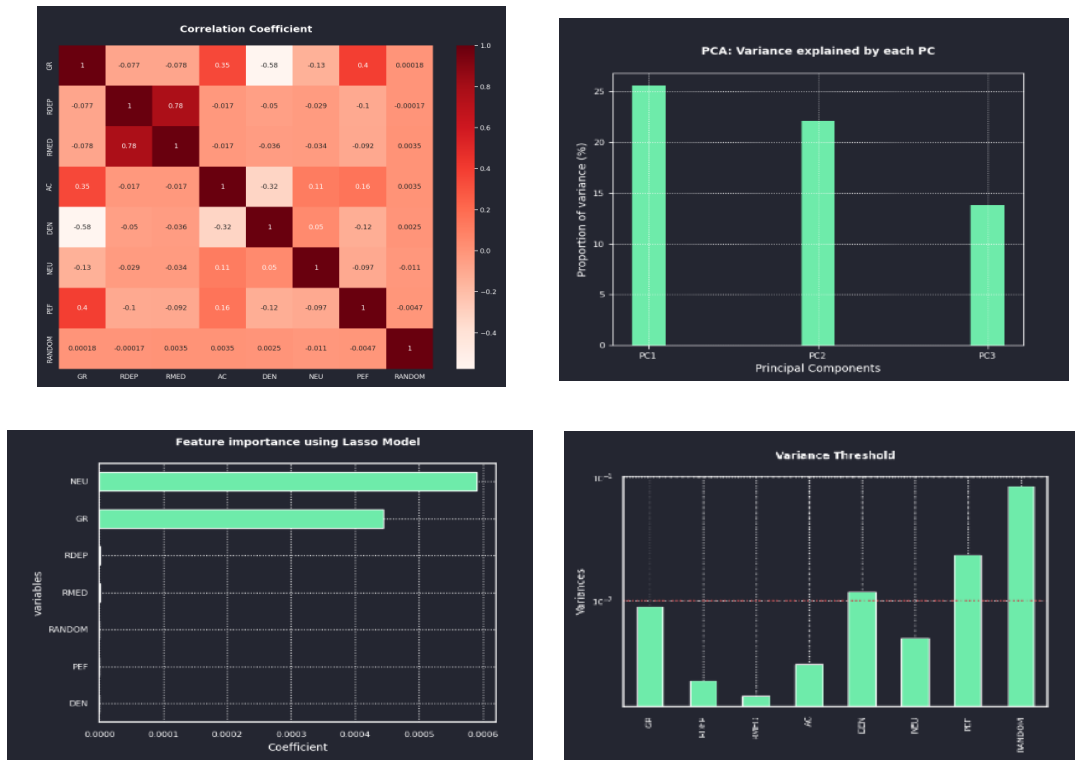 Correlation Coefficient
GR 1 -0.077 -0.078 0.35 -0.58 -0.13 0.4 0.00018
RDEP -0.077 1 0.78 -0.017 -0.05 -0.029 -0.1 -0.00017
RMED -0.078 0.78 1 -0.017 -0.036 -0.034 -0.092 0.0035
AC 0.35 -0.017 -0.017 1 -0.32 0.11 0.16 0.0035
DEN -0.58 -0.05 -0.036 -0.32 1 0.05 -0.12 0.0025
NEU -0.13 -0.029 -0.034 0.11 0.05 1 -0.097 -0.011
PEF 0.4 -0.1 -0.092 0.16 -0.12 -0.097 1 -0.0047
RANDOM 0.00018 -0.00017 0.0035 0.0035 0.0025 -0.011 -0.0047 1
GR RDEP RMED AC DEN NEU PEF RANDOM
1.0
0.8
0.6
0.4
0.2
0.0
−0.2
−0.4
PCA: Variance explained by each PC
Proportion of variance (%)
25
20
15
10
5
0
PC1 PC2 PC3
Principal Components
Feature importance using Lasso Model
variables
NEU
GR
RDEP
RMED
RANDOM
PEF
DEN
0.0000 0.0001 0.0002 0.0003 0.0004 0.0005 0.0006
Coefficient
Variance Threshold
Variances
GR AC DEN NEU PEF RANDOM